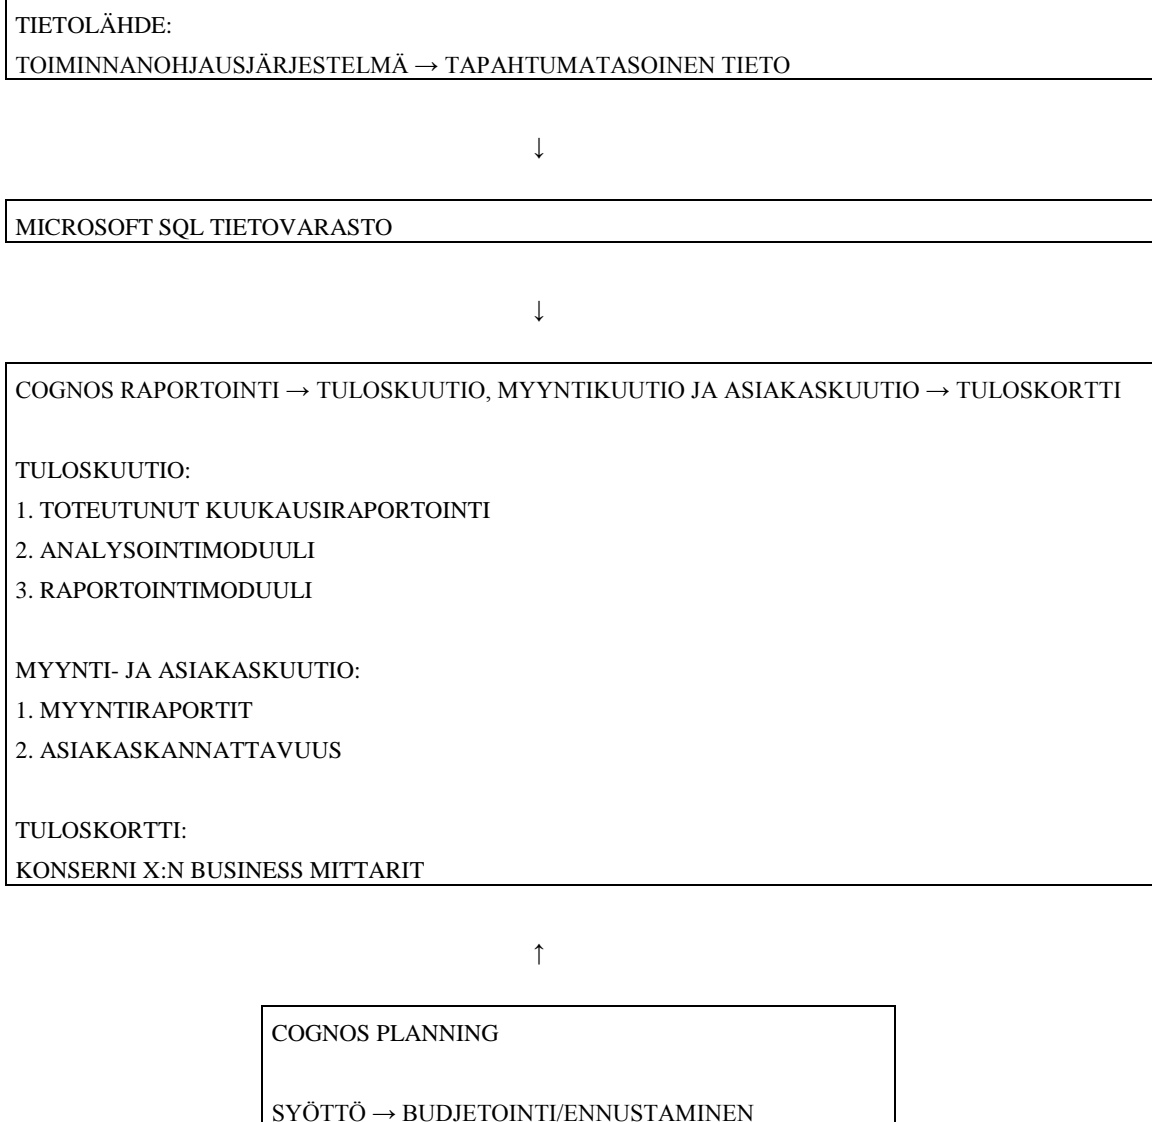 TIETOLÄHDE:
TOIMINNANOHJAUSJÄRJESTELMÄ → TAPAHTUMATASOINEN TIETO
↓
MICROSOFT SQL TIETOVARASTO
↓
COGNOS RAPORTOINTI → TULOSKUUTIO, MYYNTIKUUTIO JA ASIAKASKUUTIO → TULOSKORTTI
TULOSKUUTIO:
1. TOTEUTUNUT KUUKAUSIRAPORTOINTI
2. ANALYSOINTIMODUULI
3. RAPORTOINTIMODUULI
MYYNTI- JA ASIAKASKUUTIO:
1. MYYNTIRAPORTIT
2. ASIAKASKANNATTAVUUS
TULOSKORTTI:
KONSERNI X:N BUSINESS MITTARIT
↑
COGNOS PLANNING
SYÖTTÖ → BUDJETOINTI/ENNUSTAMINEN